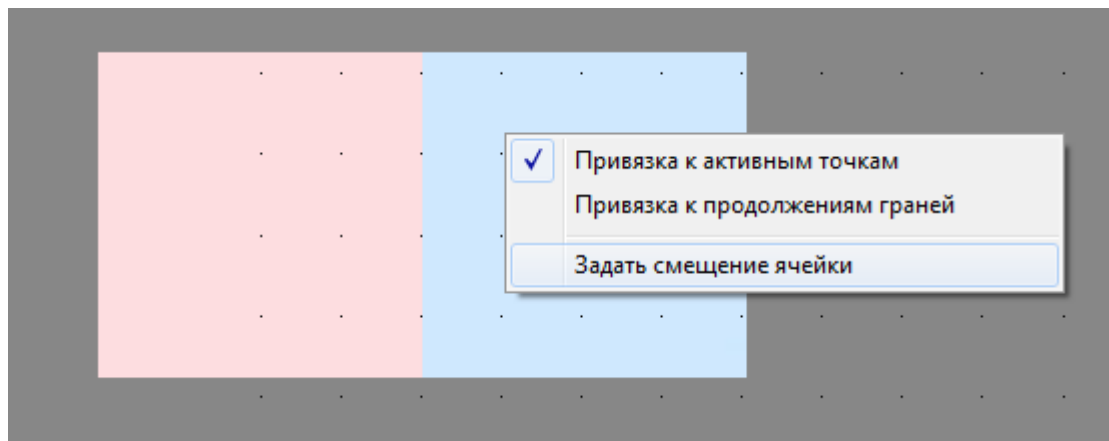 Привязка к активным точкам
Привязка к продолжениям граней
Задать смещение ячейки